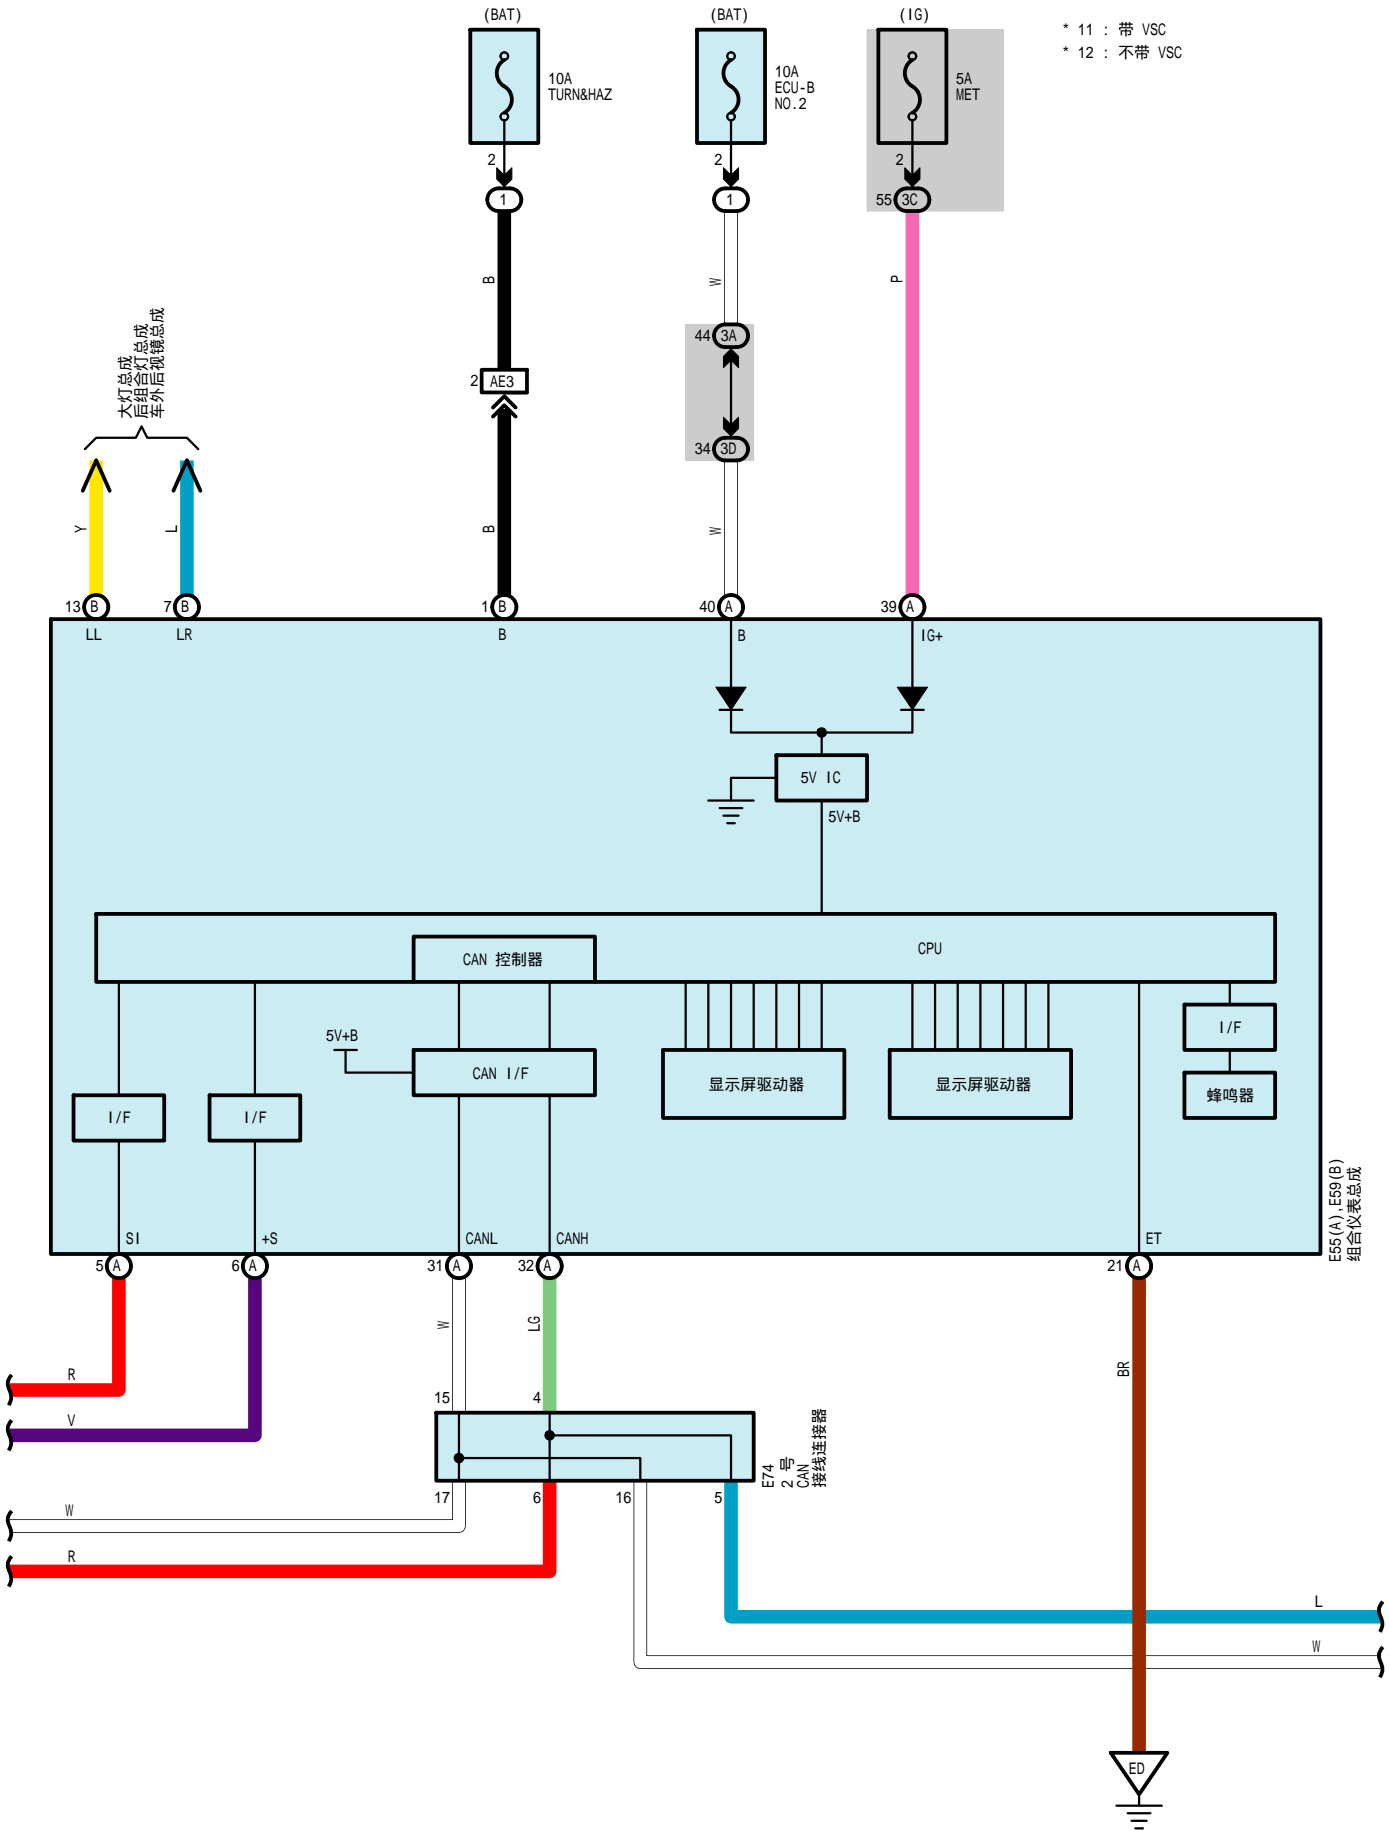 (BAT)
(BAT)
(IG)
* 11 : 带 VSC
* 12 : 不带 VSC
10A
TURN&HAZ
10A
ECU-B
NO.2
5A
MET
2
2
2
1
1
55 3C
B
W
P
44 3A
2 AE3
34 3D
大灯总成
后组合灯总成
车外后视镜总成
Y
L
B
W
13 B
7 B
1 B
40 A
39 A
LL
LR
B
B
IG+
5V IC
5V+B
CPU
CAN 控制器
5V+B
CAN I/F
显示屏驱动器
显示屏驱动器
I/F
蜂鸣器
I/F
I/F
E55(A),E59(B)
组合仪表总成
SI
+S
CANL
CANH
ET
5 A
6 A
31 A
32 A
21 A
W
LG
BR
R
V
15
4
E74
2 号
CAN
接线连接器
17
6
16
5
W
R
L
W
ED